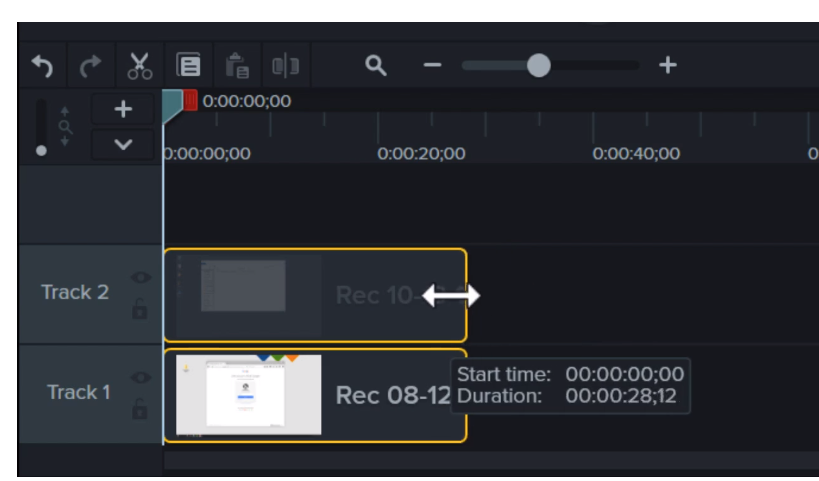 0:00:00;00
0:00:00;00 0:00:20;00 0:00:40;00
Track 2
Rec 10-
Track 1
Rec 08-12
Start time: 00:00:00;00
Duration: 00:00:28;12